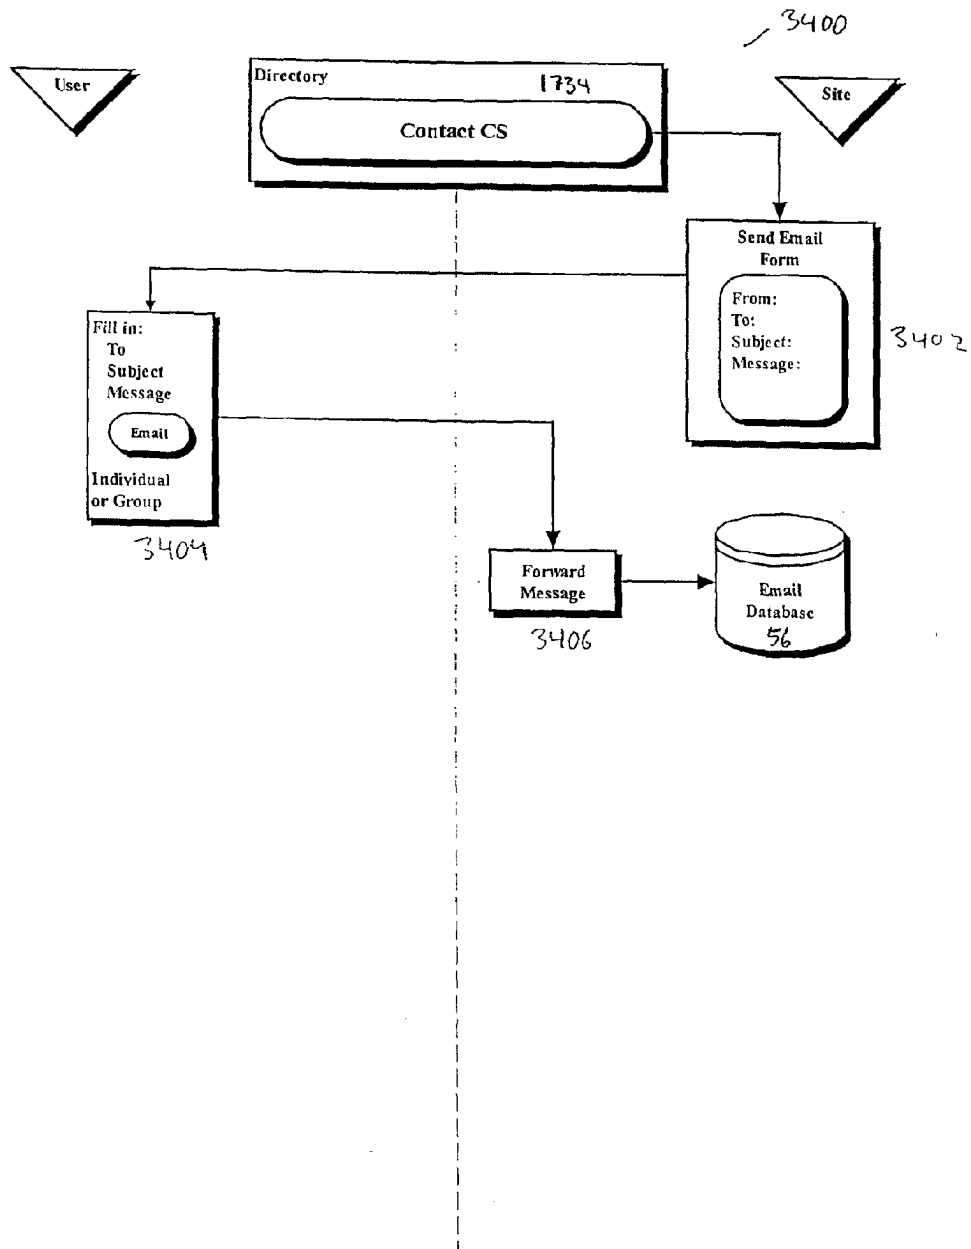 3400
User
Directory
1734
Site
Contact CS
Send Email
Form
From:
To:
Subject:
Message:
3402
Fill in:
To
Subject
Message
Email
Individual
or Group
3404
Forward
Message
3406
Email
Database
56